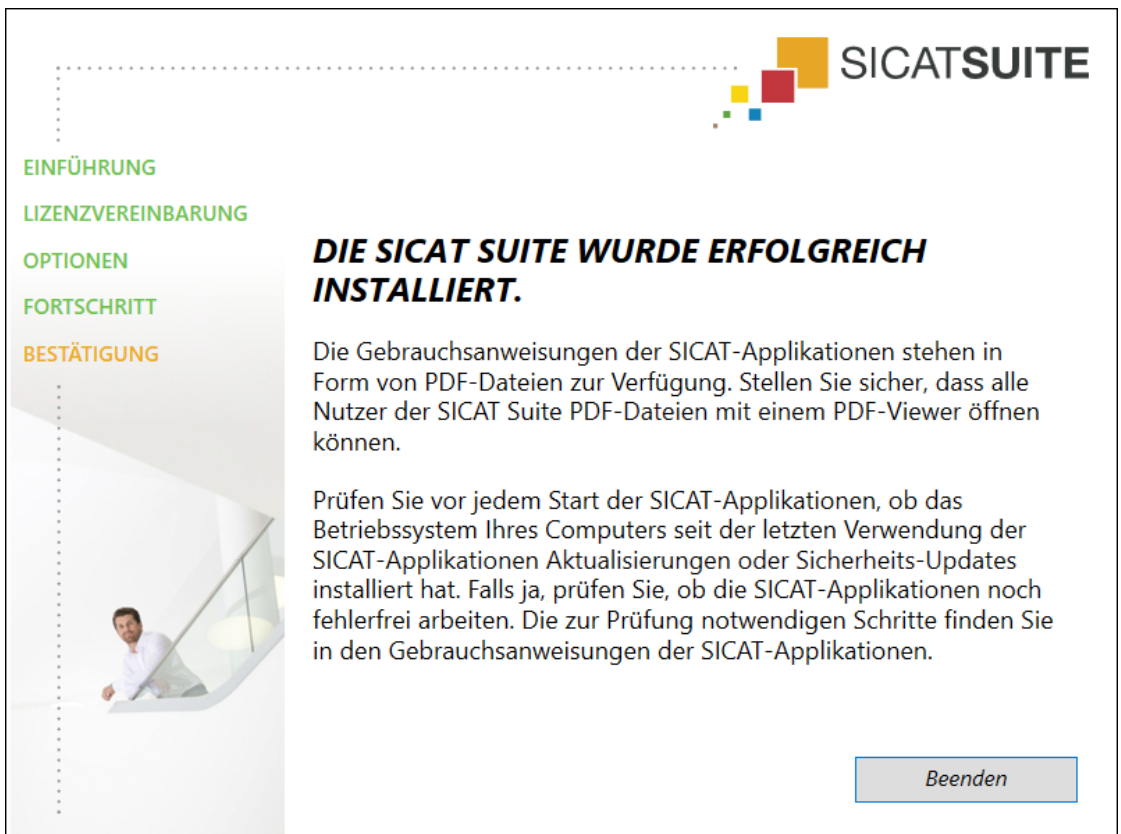 SICATSUITE
EINFÜHRUNG
LIZENZVEREINBARUNG
OPTIONEN
FORTSCHRITT
BESTÄTIGUNG
DIE SICAT SUITE WURDE ERFOLGREICH
INSTALLIERT.
Die Gebrauchsanweisungen der SICAT-Applikationen stehen in
Form von PDF-Dateien zur Verfügung. Stellen Sie sicher, dass alle
Nutzer der SICAT Suite PDF-Dateien mit einem PDF-Viewer öffnen
können.
Prüfen Sie vor jedem Start der SICAT-Applikationen, ob das
Betriebssystem Ihres Computers seit der letzten Verwendung der
SICAT-Applikationen Aktualisierungen oder Sicherheits-Updates
installiert hat. Falls ja, prüfen Sie, ob die SICAT-Applikationen noch
fehlerfrei arbeiten. Die zur Prüfung notwendigen Schritte finden Sie
in den Gebrauchsanweisungen der SICAT-Applikationen.
Beenden